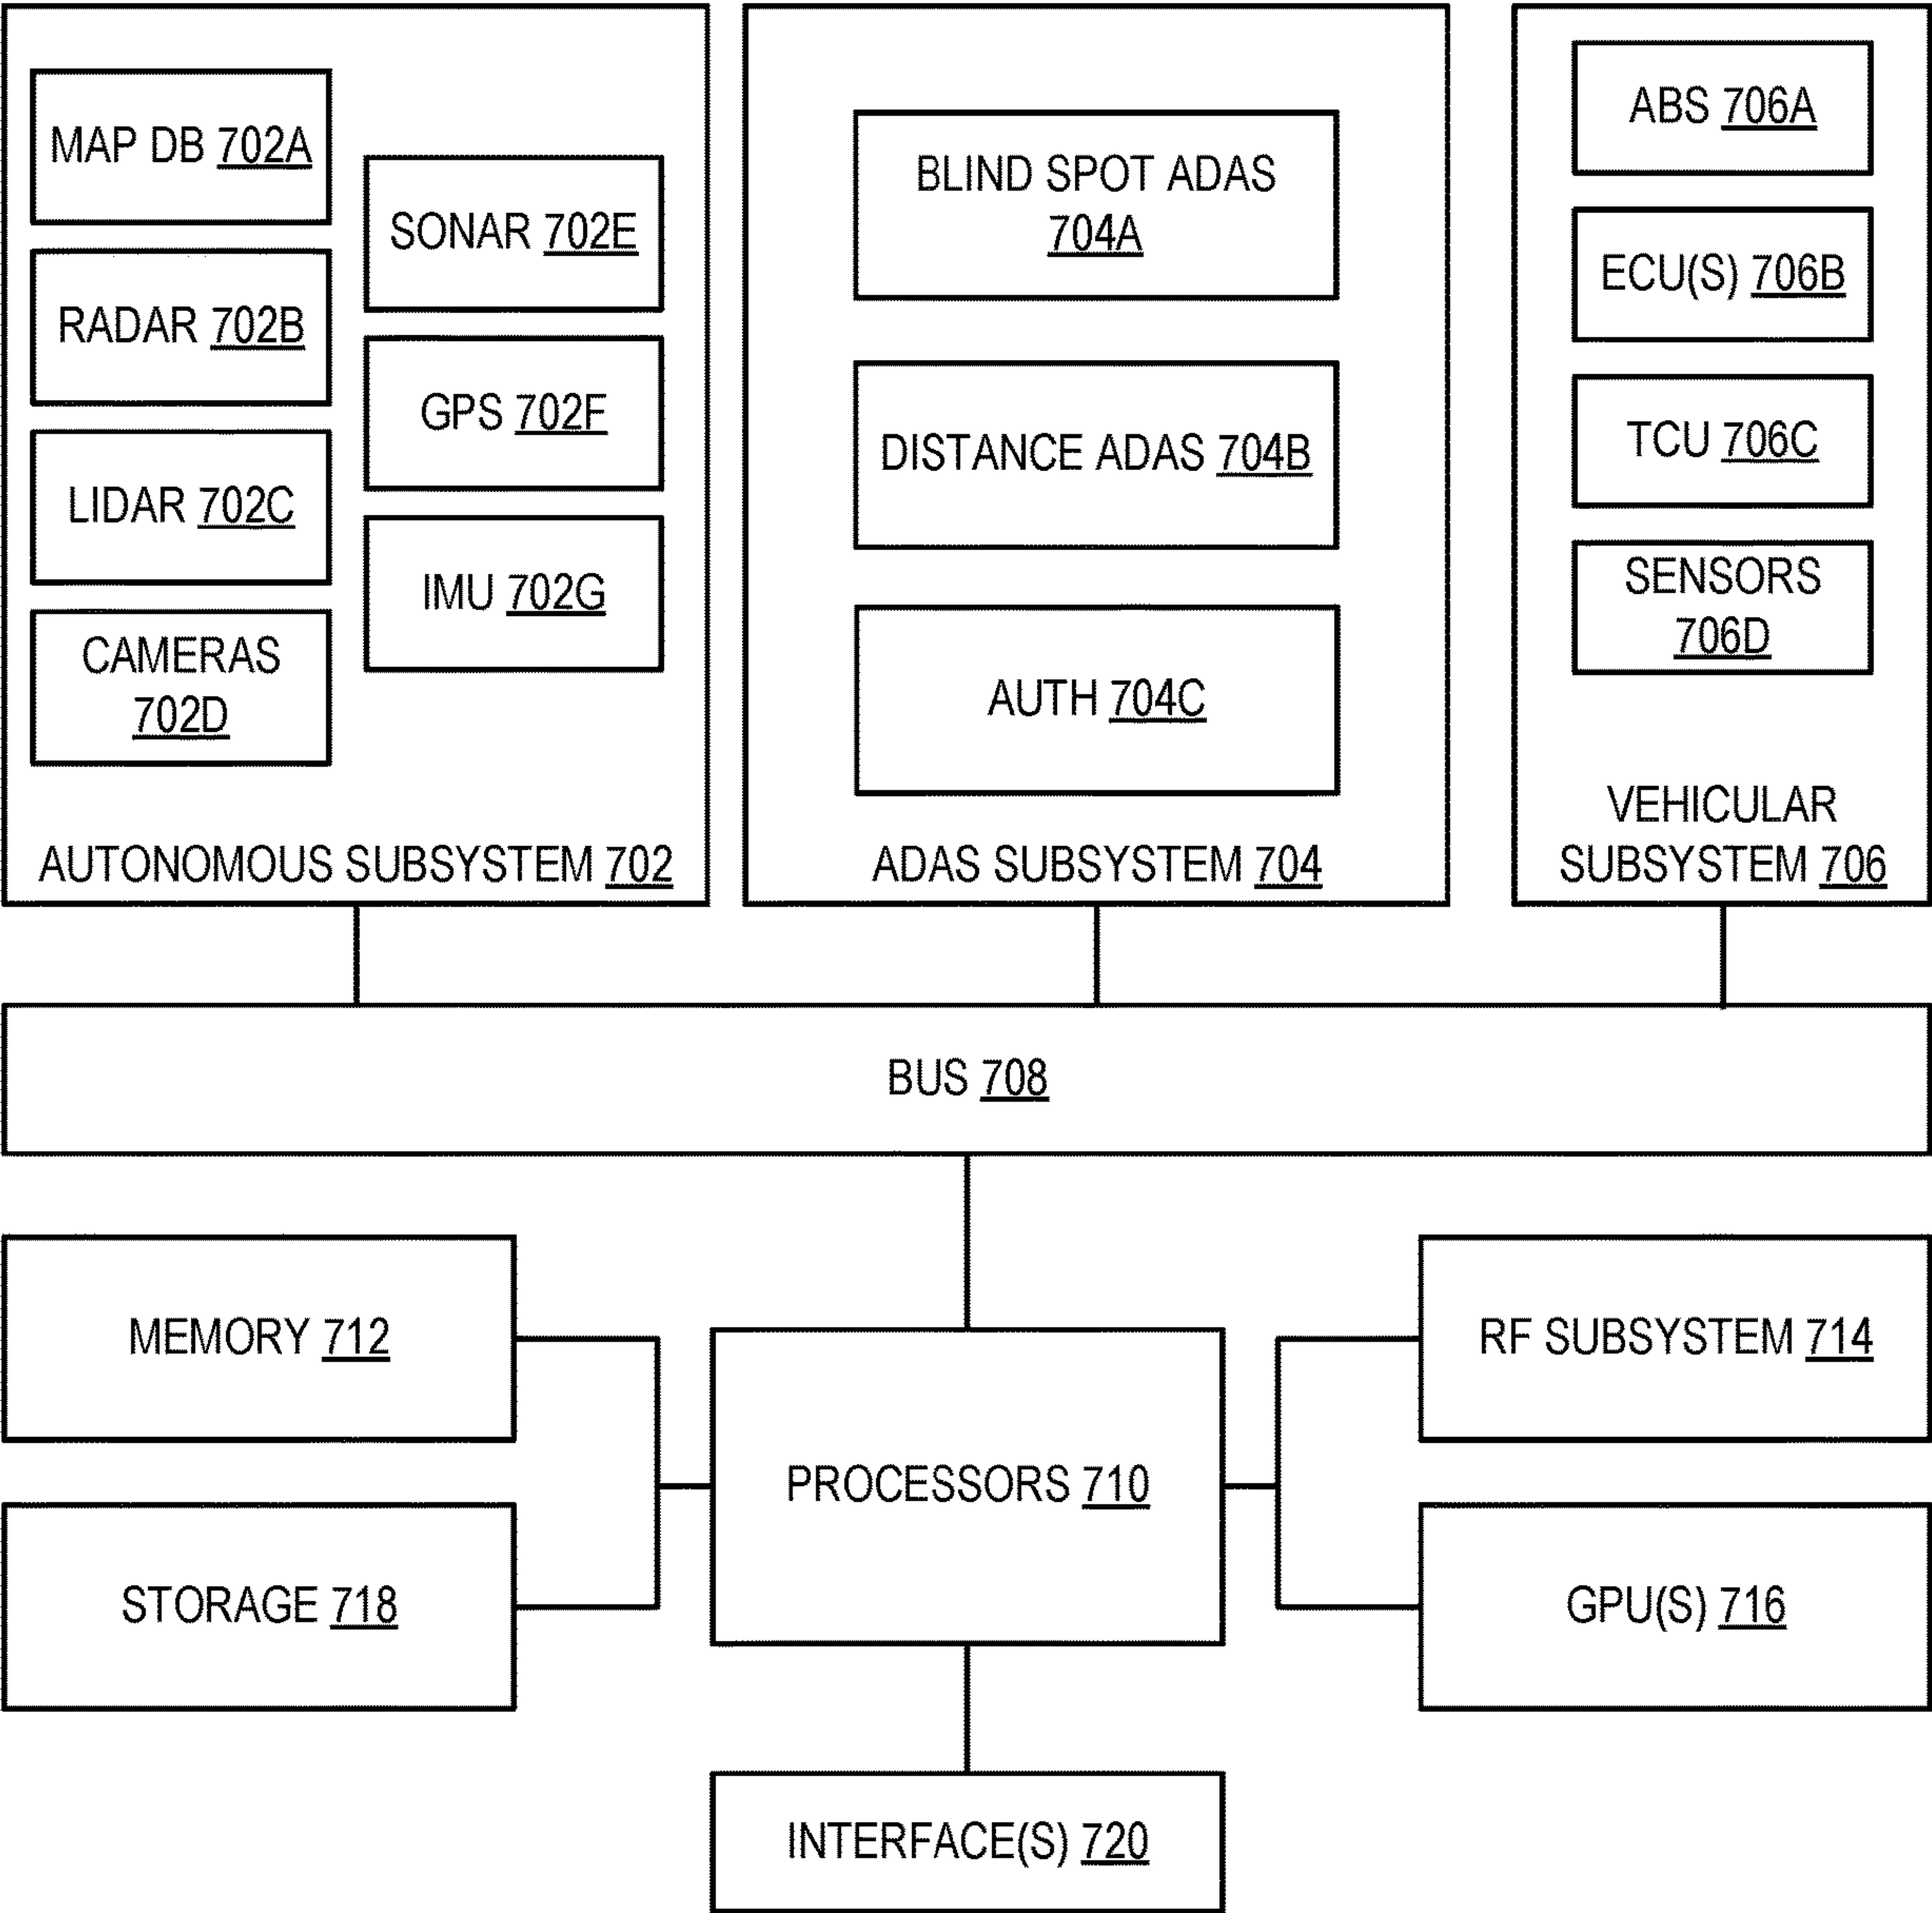 MAP DB 702A
RADAR 702B
LIDAR 702C
CAMERAS
702D
SONAR 702E
GPS 702F
IMU 702G
AUTONOMOUS SUBSYSTEM 702
BLIND SPOT ADAS
704A
DISTANCE ADAS 704B
AUTH 704C
ADAS SUBSYSTEM 704
ABS 706A
ECU(S) 706B
TCU 706C
SENSORS
706D
VEHICULAR
SUBSYSTEM 706
BUS 708
MEMORY 712
STORAGE 718
PROCESSORS 710
RF SUBSYSTEM 714
GPU(S) 716
INTERFACE(S) 720